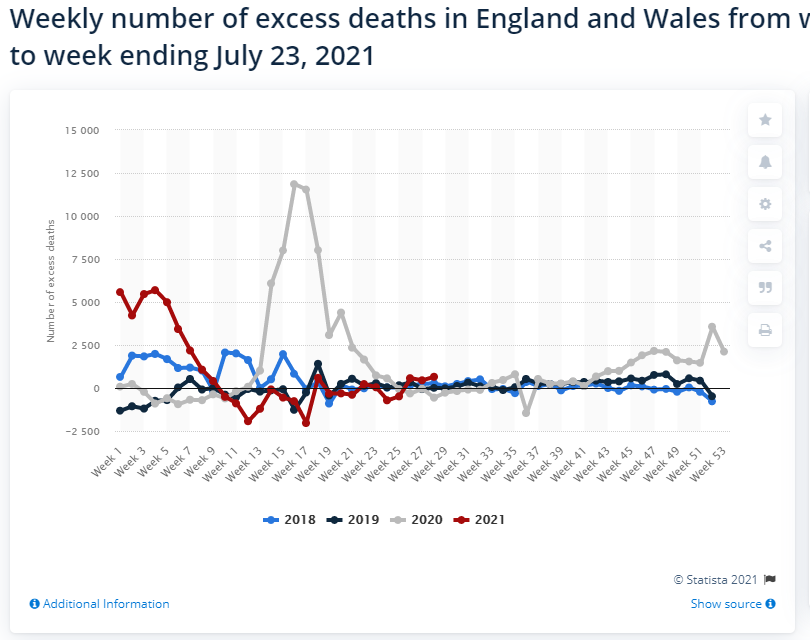 Weekly number of excess deaths in England and Wales from
to week ending July 23, 2021
Number of excess deaths
15 000
12 500
10 000
7 500
5 000
2 500
0
−2 500
Week 1
Week 3
Week 5
Week 7
Week 9
Week 11
Week 13
Week 15
Week 17
Week 19
Week 21
Week 23
Week 25
Week 27
Week 29
Week 31
Week 33
Week 35
Week 37
Week 39
Week 41
Week 43
Week 45
Week 47
Week 49
Week 51
Week 53
2018 2019 2020 2021
© Statista 2021
Additional Information
Show source